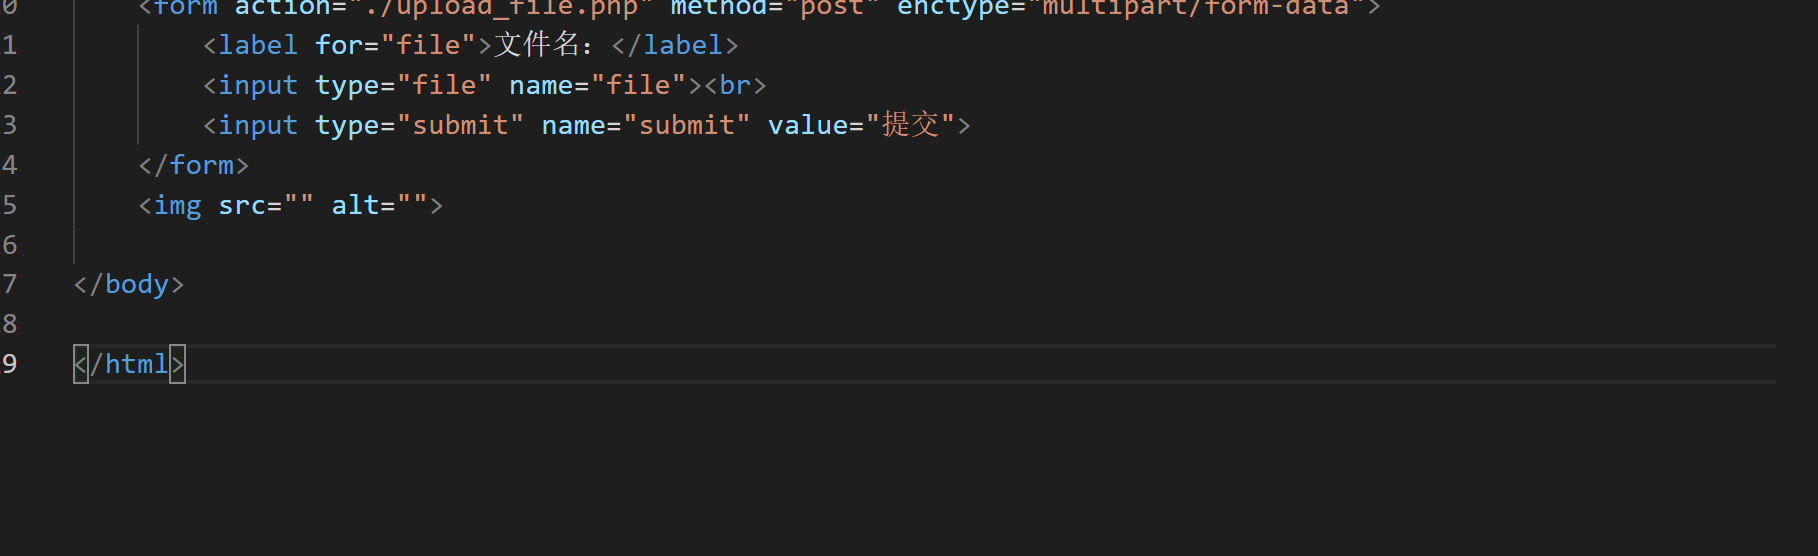 0 <form action="./upload_file.php" method="post" enctype="multipart/form-data">
1 <label for="file">文件名：</label>
2 <input type="file" name="file"><br>
3 <input type="submit" name="submit" value="提交">
4 </form>
5 <img src="" alt="">
6
7 </body>
8
9 </html>